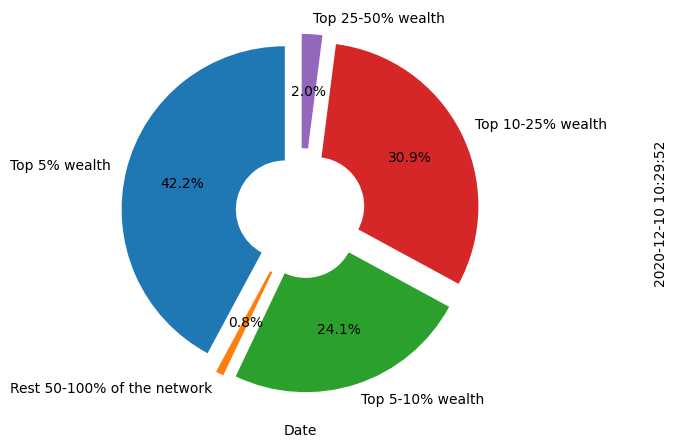 Top 25-50% wealth
2.0%
Top 10-25% wealth
30.9%
Top 5% wealth
42.2%
2020-12-10 10:29:52
0.8%
24.1%
Rest 50-100% of the network
Top 5-10% wealth
Date